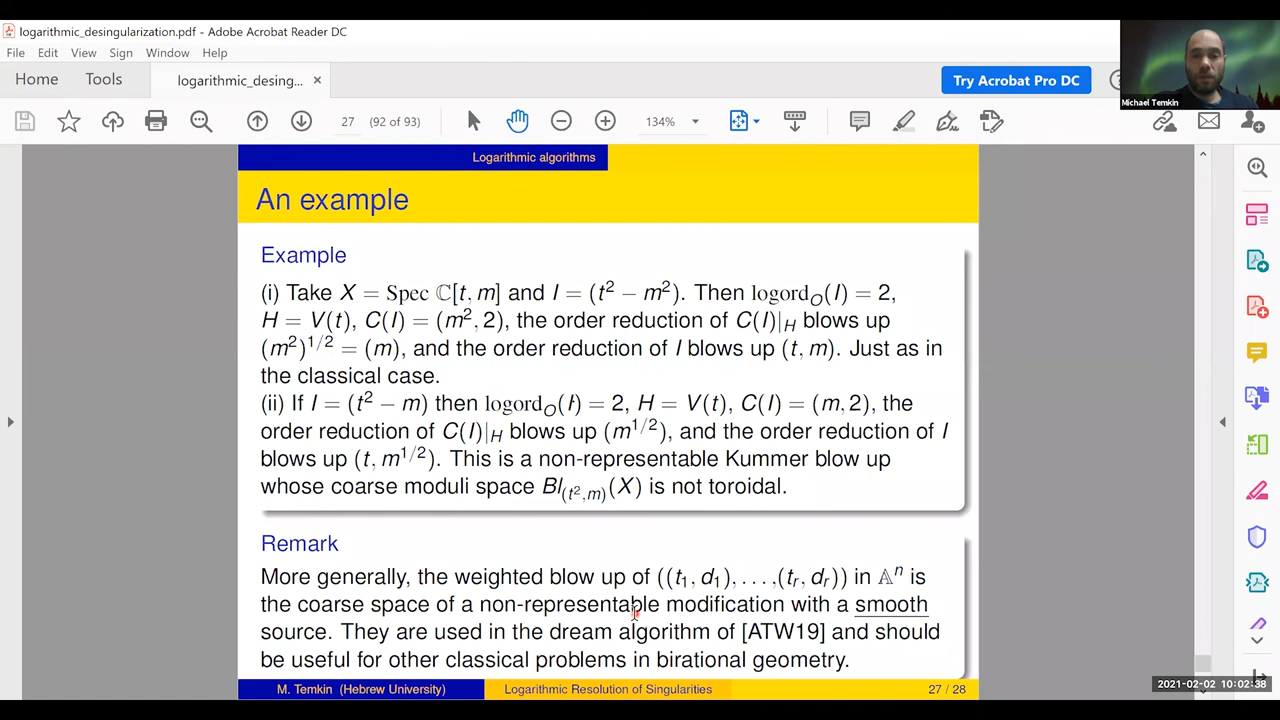 logarithmic_desingularization.pdf - Adobe Acrobat Reader DC
File Edit View Sign Window Help
Home Tools logarithmic_desing... × Try Acrobat Pro DC
27 (92 of 93) 134%
Michael Temkin
Logarithmic algorithms
An example
Example
(i) Take X = Spec ℂ[t, m] and I = (t² − m²). Then logord_O(I) = 2,
H = V(t), C(I) = (m², 2), the order reduction of C(I)|_H blows up
(m²)^{1/2} = (m), and the order reduction of I blows up (t, m). Just as in
the classical case.
(ii) If I = (t² − m) then logord_O(I) = 2, H = V(t), C(I) = (m, 2), the
order reduction of C(I)|_H blows up (m^{1/2}), and the order reduction of I
blows up (t, m^{1/2}). This is a non-representable Kummer blow up
whose coarse moduli space Bl_{(t²,m)}(X) is not toroidal.
Remark
More generally, the weighted blow up of ((t₁, d₁), . . . ,(t_r, d_r)) in 𝔸ⁿ is
the coarse space of a non-representable modification with a smooth
source. They are used in the dream algorithm of [ATW19] and should
be useful for other classical problems in birational geometry.
M. Temkin (Hebrew University) Logarithmic Resolution of Singularities 27 / 28
2021-02-02 10:02:38